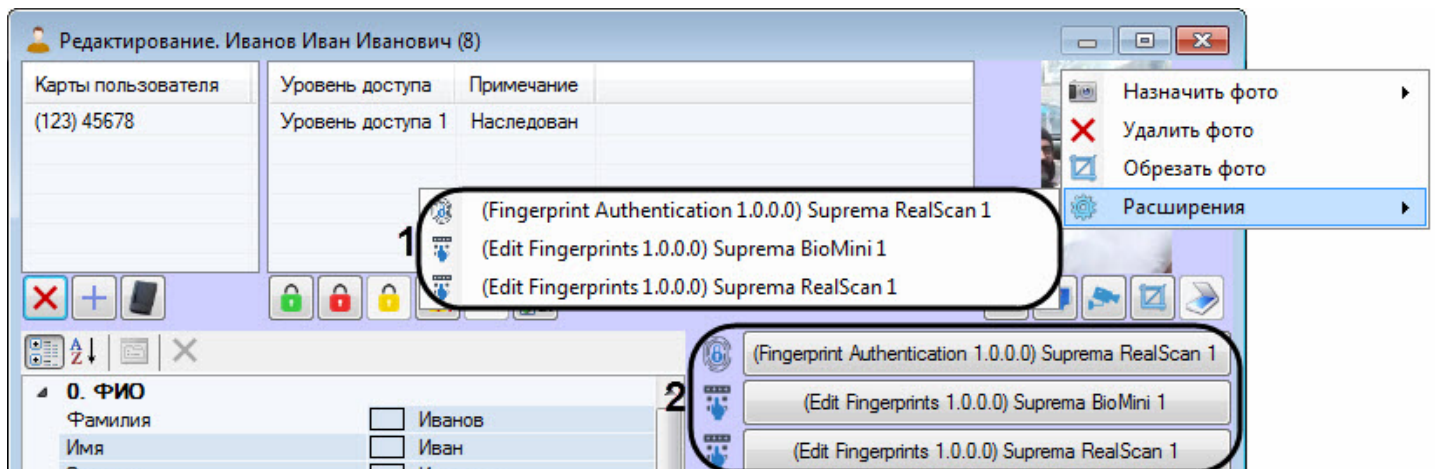 Редактирование. Иванов Иван Иванович (8)
Карты пользователя
Уровень доступа Примечание
(123) 45678
Уровень доступа 1 Наследован
Назначить фото
Удалить фото
Обрезать фото
Расширения
1
(Fingerprint Authentication 1.0.0.0) Suprema RealScan 1
(Edit Fingerprints 1.0.0.0) Suprema BioMini 1
(Edit Fingerprints 1.0.0.0) Suprema RealScan 1
2
(Fingerprint Authentication 1.0.0.0) Suprema RealScan 1
(Edit Fingerprints 1.0.0.0) Suprema BioMini 1
(Edit Fingerprints 1.0.0.0) Suprema RealScan 1
A
Z
0. ФИО
Фамилия Иванов
Имя Иван